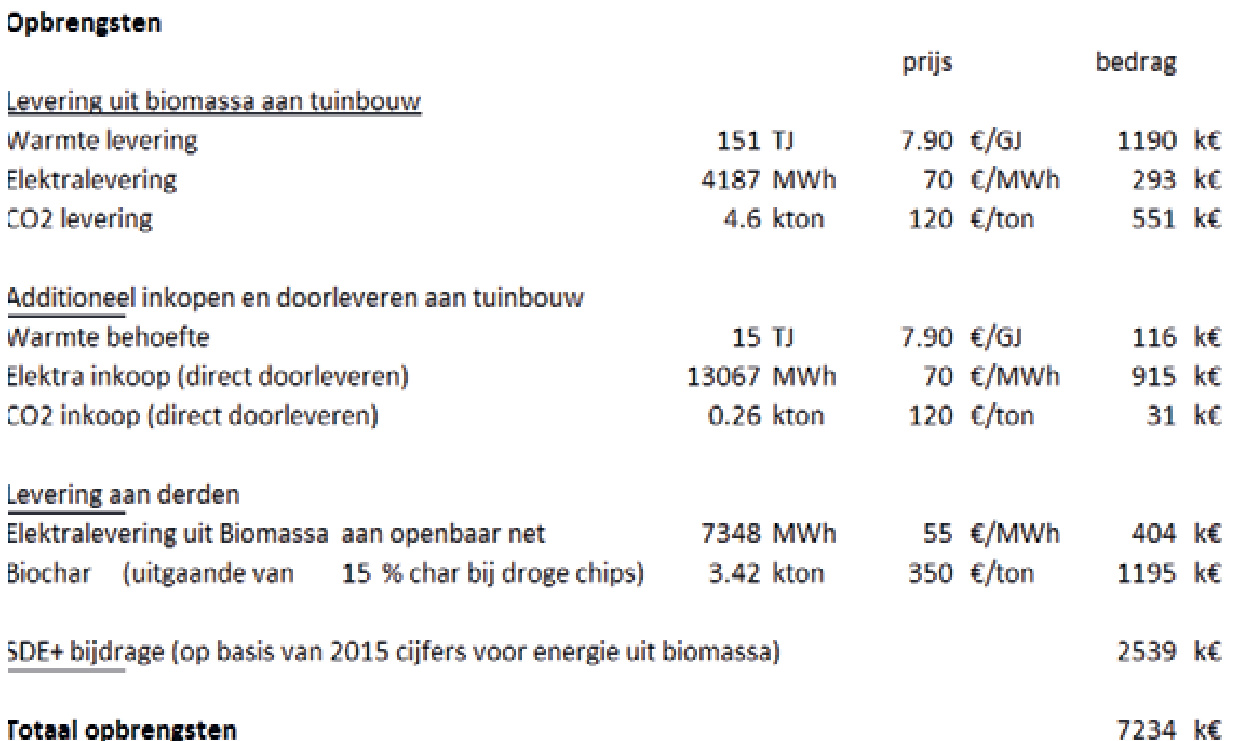 Opbrengsten
prijs bedrag
Levering uit biomassa aan tuinbouw
Warmte levering 151 TJ 7.90 €/GJ 1190 k€
Elektralevering 4187 MWh 70 €/MWh 293 k€
CO2 levering 4.6 kton 120 €/ton 551 k€
Additioneel inkopen en doorleveren aan tuinbouw
Warmte behoefte 15 TJ 7.90 €/GJ 116 k€
Elektra inkoop (direct doorleveren) 13067 MWh 70 €/MWh 915 k€
CO2 inkoop (direct doorleveren) 0.26 kton 120 €/ton 31 k€
Levering aan derden
Elektralevering uit Biomassa aan openbaar net 7348 MWh 55 €/MWh 404 k€
Biochar (uitgaande van 15 % char bij droge chips) 3.42 kton 350 €/ton 1195 k€
SDE+ bijdrage (op basis van 2015 cijfers voor energie uit biomassa) 2539 k€
Totaal opbrengsten 7234 k€